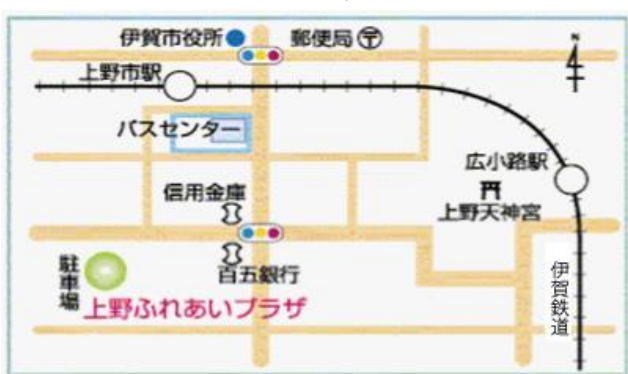 伊賀市役所
郵便局〒
N
上野市駅
バスセンター
広小路駅
信用金庫
上野天神宮
百五銀行
駐車場
上野ふれあいプラザ
伊賀鉄道